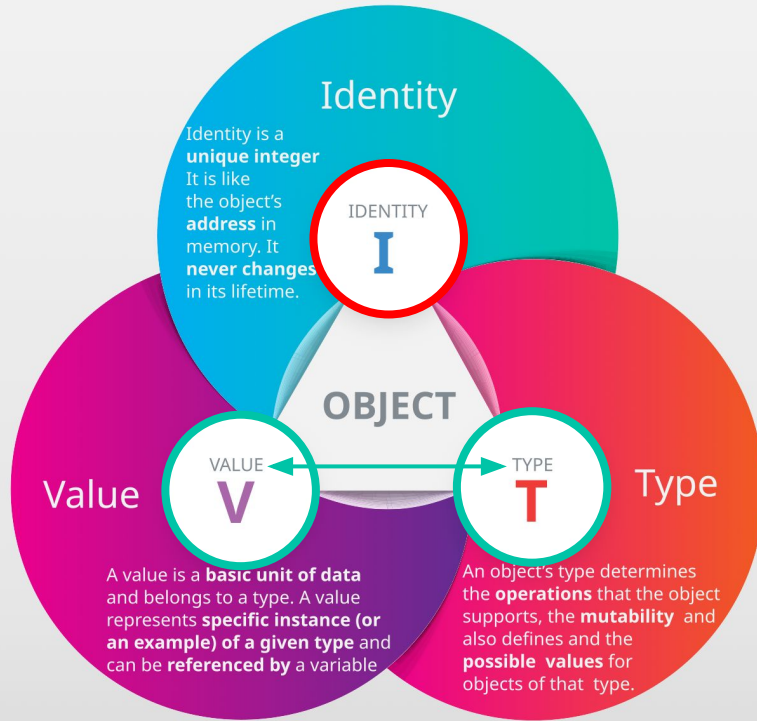 Identity
Identity is a
unique integer
It is like
the object's
address in
memory. It
never changes
in its lifetime.
IDENTITY
I
OBJECT
Value
VALUE
V
TYPE
T
Type
A value is a basic unit of data
and belongs to a type. A value
represents specific instance (or
an example) of a given type and
can be referenced by a variable
An object's type determines
the operations that the object
supports, the mutability and
also defines and the
possible values for
objects of that type.